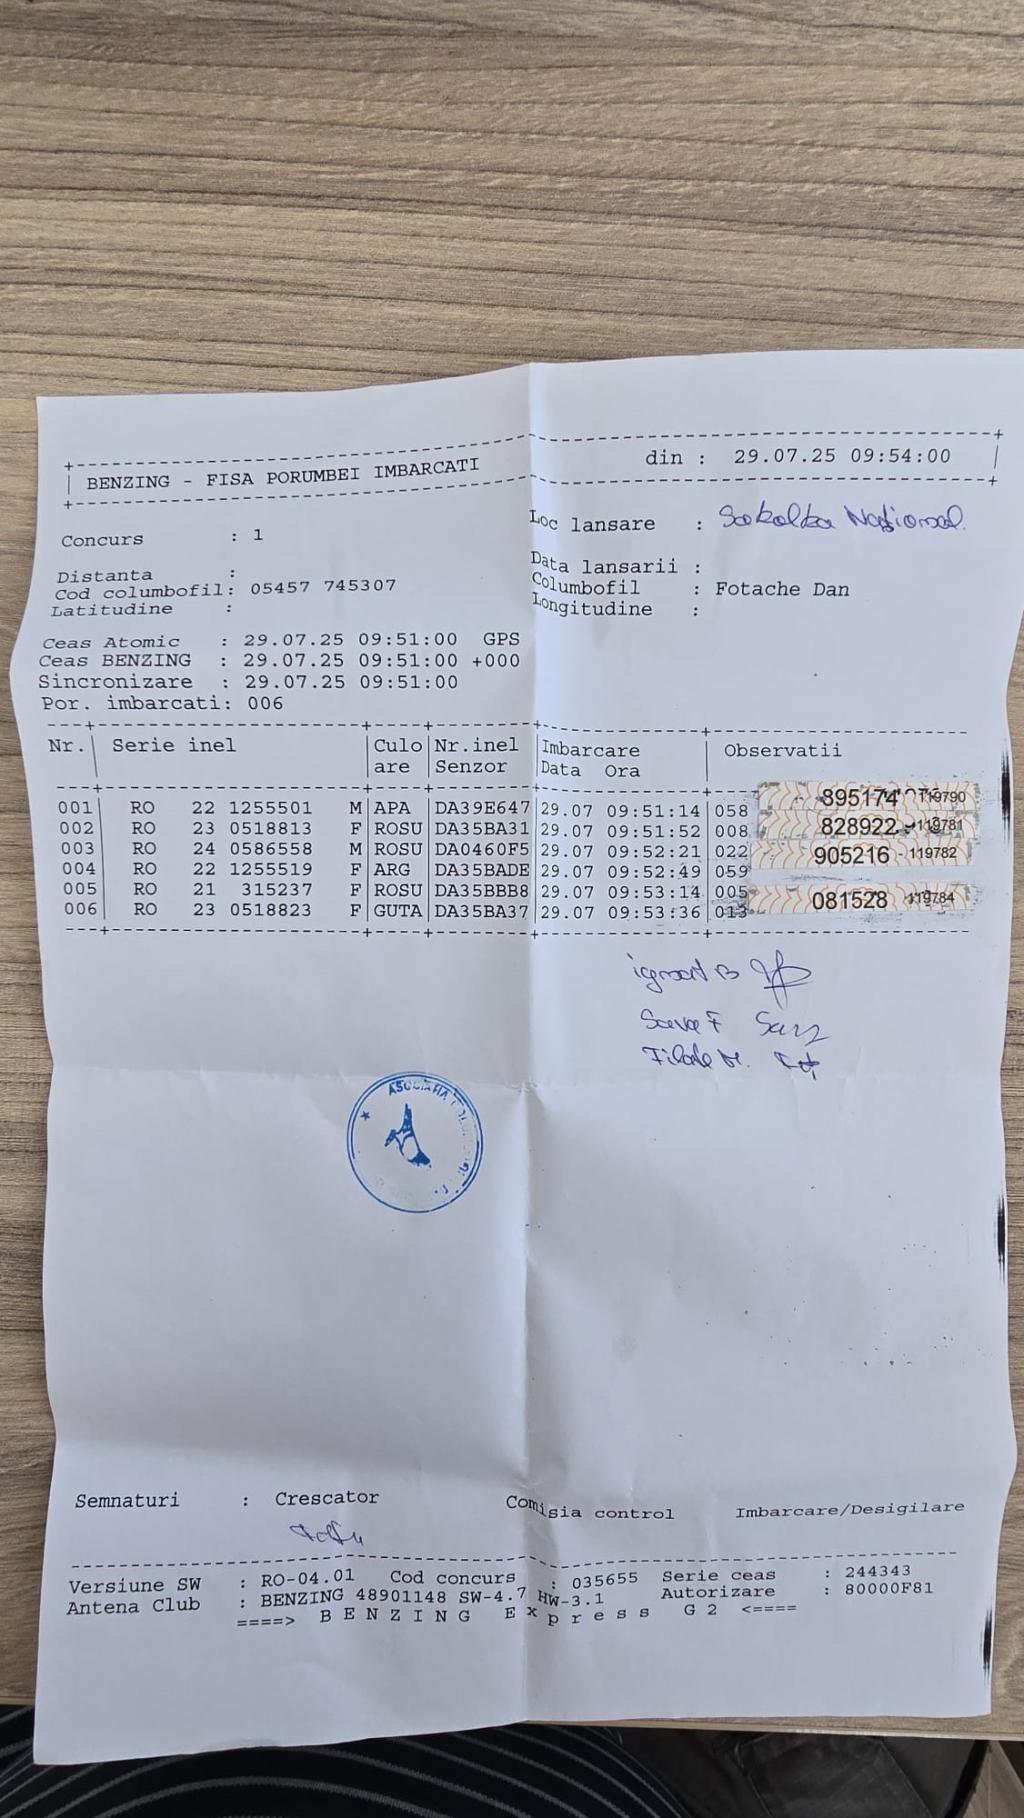 BENZING - FISA PORUMBEI IMBARCATI din : 29.07.25 09:54:00
Concurs : 1 Loc lansare : Sokolka Național
Distanta : Data lansarii :
Cod columbofil: 05457 745307 Columbofil : Fotache Dan
Latitudine : Longitudine :
Ceas Atomic : 29.07.25 09:51:00 GPS
Ceas BENZING : 29.07.25 09:51:00 +000
Sincronizare : 29.07.25 09:51:00
Por. imbarcati: 006
Nr. Serie inel Culo Nr.inel Imbarcare Observatii
are Senzor Data Ora
001 RO 22 1255501 M APA DA39E647 29.07 09:51:14 058 895174 119790
002 RO 23 0518813 F ROSU DA35BA31 29.07 09:51:52 008 828922 119781
003 RO 24 0586558 M ROSU DA0460F5 29.07 09:52:21 022 905216 - 119782
004 RO 22 1255519 F ARG DA35BADE 29.07 09:52:49 059
005 RO 21 315237 F ROSU DA35BBB8 29.07 09:53:14 005 081528 119784
006 RO 23 0518823 F GUTA DA35BA37 29.07 09:53:36 013
ignat B
Sava F
ASOCIATIA
Semnaturi : Crescator Comisia control Imbarcare/Desigilare
Versiune SW : RO-04.01 Cod concurs : 035655 Serie ceas : 244343
Antena Club : BENZING 48901148 SW-4.7 HW-3.1 Autorizare : 80000F81
====> B E N Z I N G E x p r e s s G 2 <====